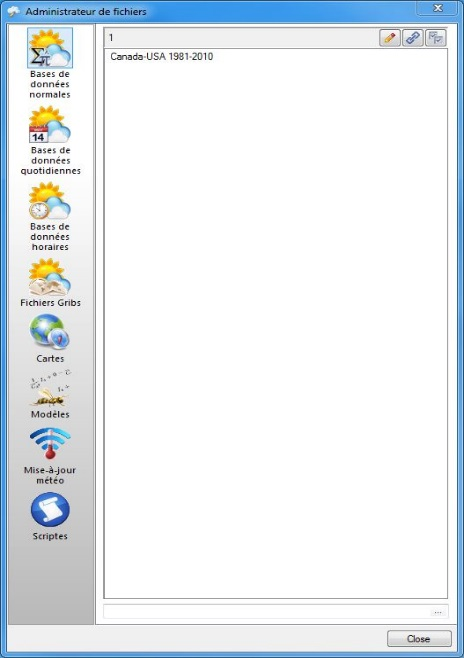 Administrateur de fichiers
1
Canada-USA 1981-2010
Bases de
données
normales
14
Bases de
données
quotidiennes
Bases de
données
horaires
Fichiers Gribs
Cartes
Modèles
Mise-à-jour
météo
Scriptes
...
Close